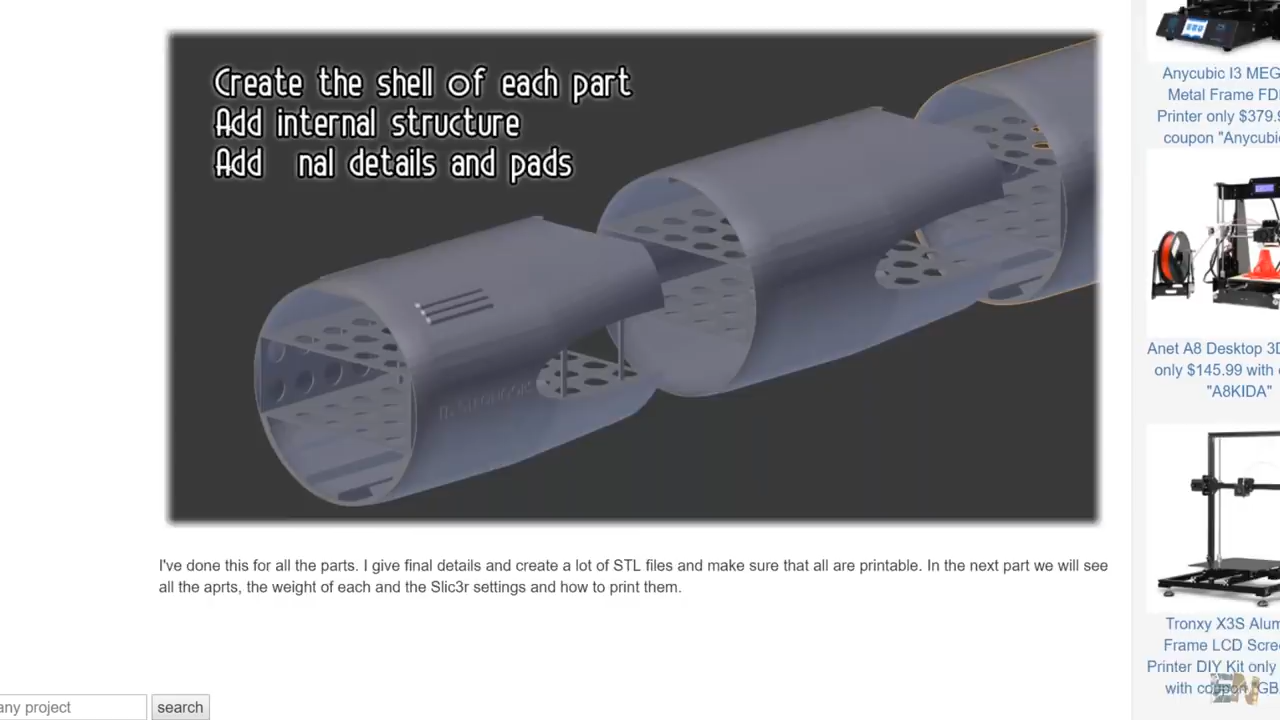 Create the shell of each part
Add internal structure
Add nal details and pads
I've done this for all the parts. I give final details and create a lot of STL files and make sure that all are printable. In the next part we will see
all the aprts, the weight of each and the Slic3r settings and how to print them.
any project
search
Anycubic I3 MEG
Metal Frame FD
Printer only $379.9
coupon "Anycubi
Anet A8 Desktop 3D
only $145.99 with
"A8KIDA"
Tronxy X3S Alum
Frame LCD Scre
Printer DIY Kit only
with coupon "GB